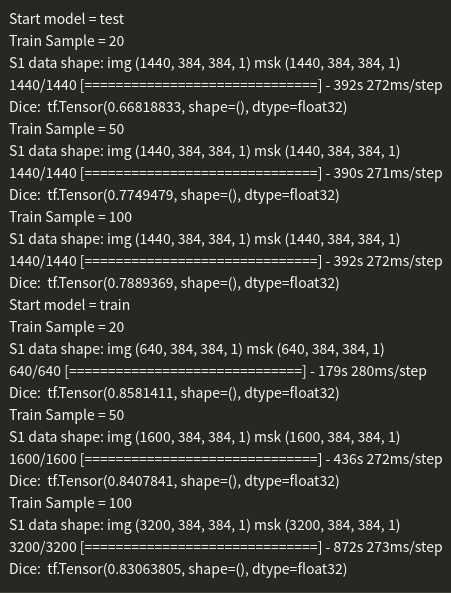 Start model = test
Train Sample = 20
S1 data shape: img (1440, 384, 384, 1) msk (1440, 384, 384, 1)
1440/1440 [==============================] - 392s 272ms/step
Dice:  tf.Tensor(0.66818833, shape=(), dtype=float32)
Train Sample = 50
S1 data shape: img (1440, 384, 384, 1) msk (1440, 384, 384, 1)
1440/1440 [==============================] - 390s 271ms/step
Dice:  tf.Tensor(0.7749479, shape=(), dtype=float32)
Train Sample = 100
S1 data shape: img (1440, 384, 384, 1) msk (1440, 384, 384, 1)
1440/1440 [==============================] - 392s 272ms/step
Dice:  tf.Tensor(0.7889369, shape=(), dtype=float32)
Start model = train
Train Sample = 20
S1 data shape: img (640, 384, 384, 1) msk (640, 384, 384, 1)
640/640 [==============================] - 179s 280ms/step
Dice:  tf.Tensor(0.8581411, shape=(), dtype=float32)
Train Sample = 50
S1 data shape: img (1600, 384, 384, 1) msk (1600, 384, 384, 1)
1600/1600 [==============================] - 436s 272ms/step
Dice:  tf.Tensor(0.8407841, shape=(), dtype=float32)
Train Sample = 100
S1 data shape: img (3200, 384, 384, 1) msk (3200, 384, 384, 1)
3200/3200 [==============================] - 872s 273ms/step
Dice:  tf.Tensor(0.83063805, shape=(), dtype=float32)